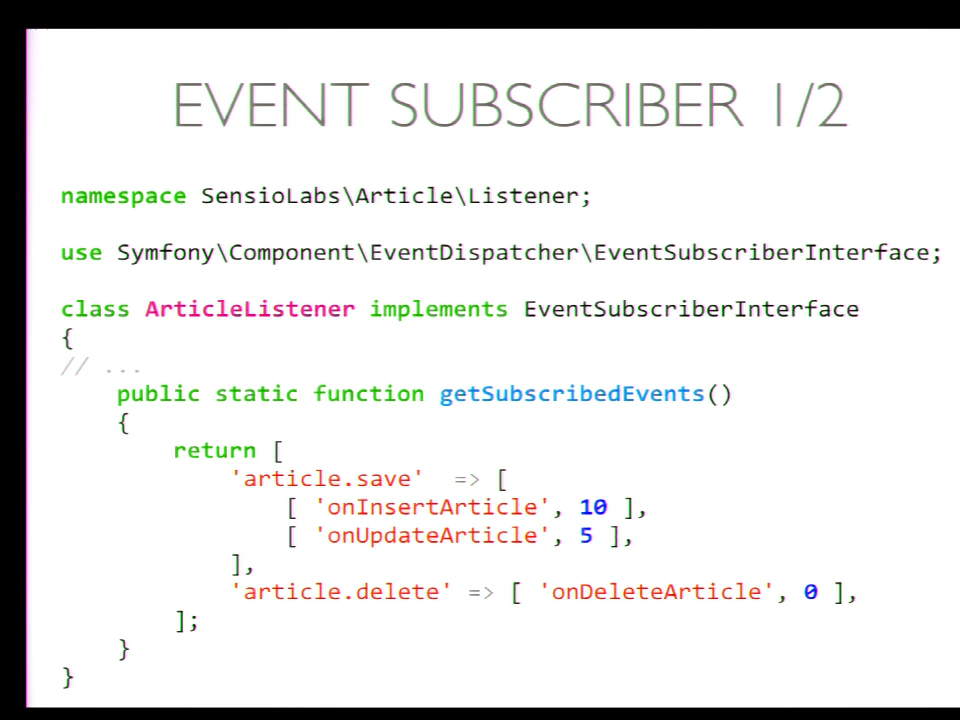 EVENT SUBSCRIBER 1/2
namespace SensioLabs\Article\Listener;
use Symfony\Component\EventDispatcher\EventSubscriberInterface;
class ArticleListener implements EventSubscriberInterface
{
// ...
    public static function getSubscribedEvents()
    {
        return [
            'article.save'  => [
                [ 'onInsertArticle', 10 ],
                [ 'onUpdateArticle', 5 ],
            ],
            'article.delete' => [ 'onDeleteArticle', 0 ],
        ];
    }
}